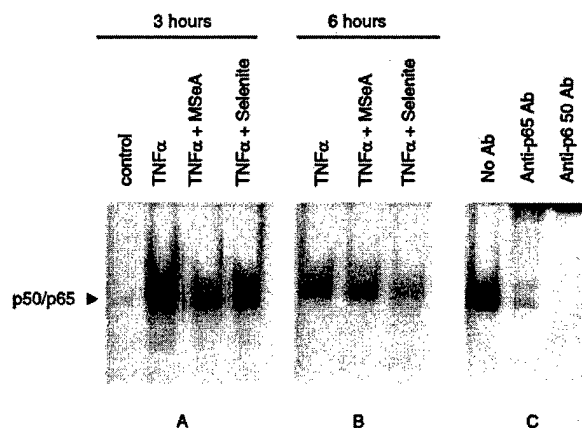 3 hours
6 hours
control
TNFα
TNFα + MSeA
TNFα + Selenite
TNFα
TNFα + MSeA
TNFα + Selenite
No Ab
Anti-p65 Ab
Anti-p6 50 Ab
p50/p65
A
B
C